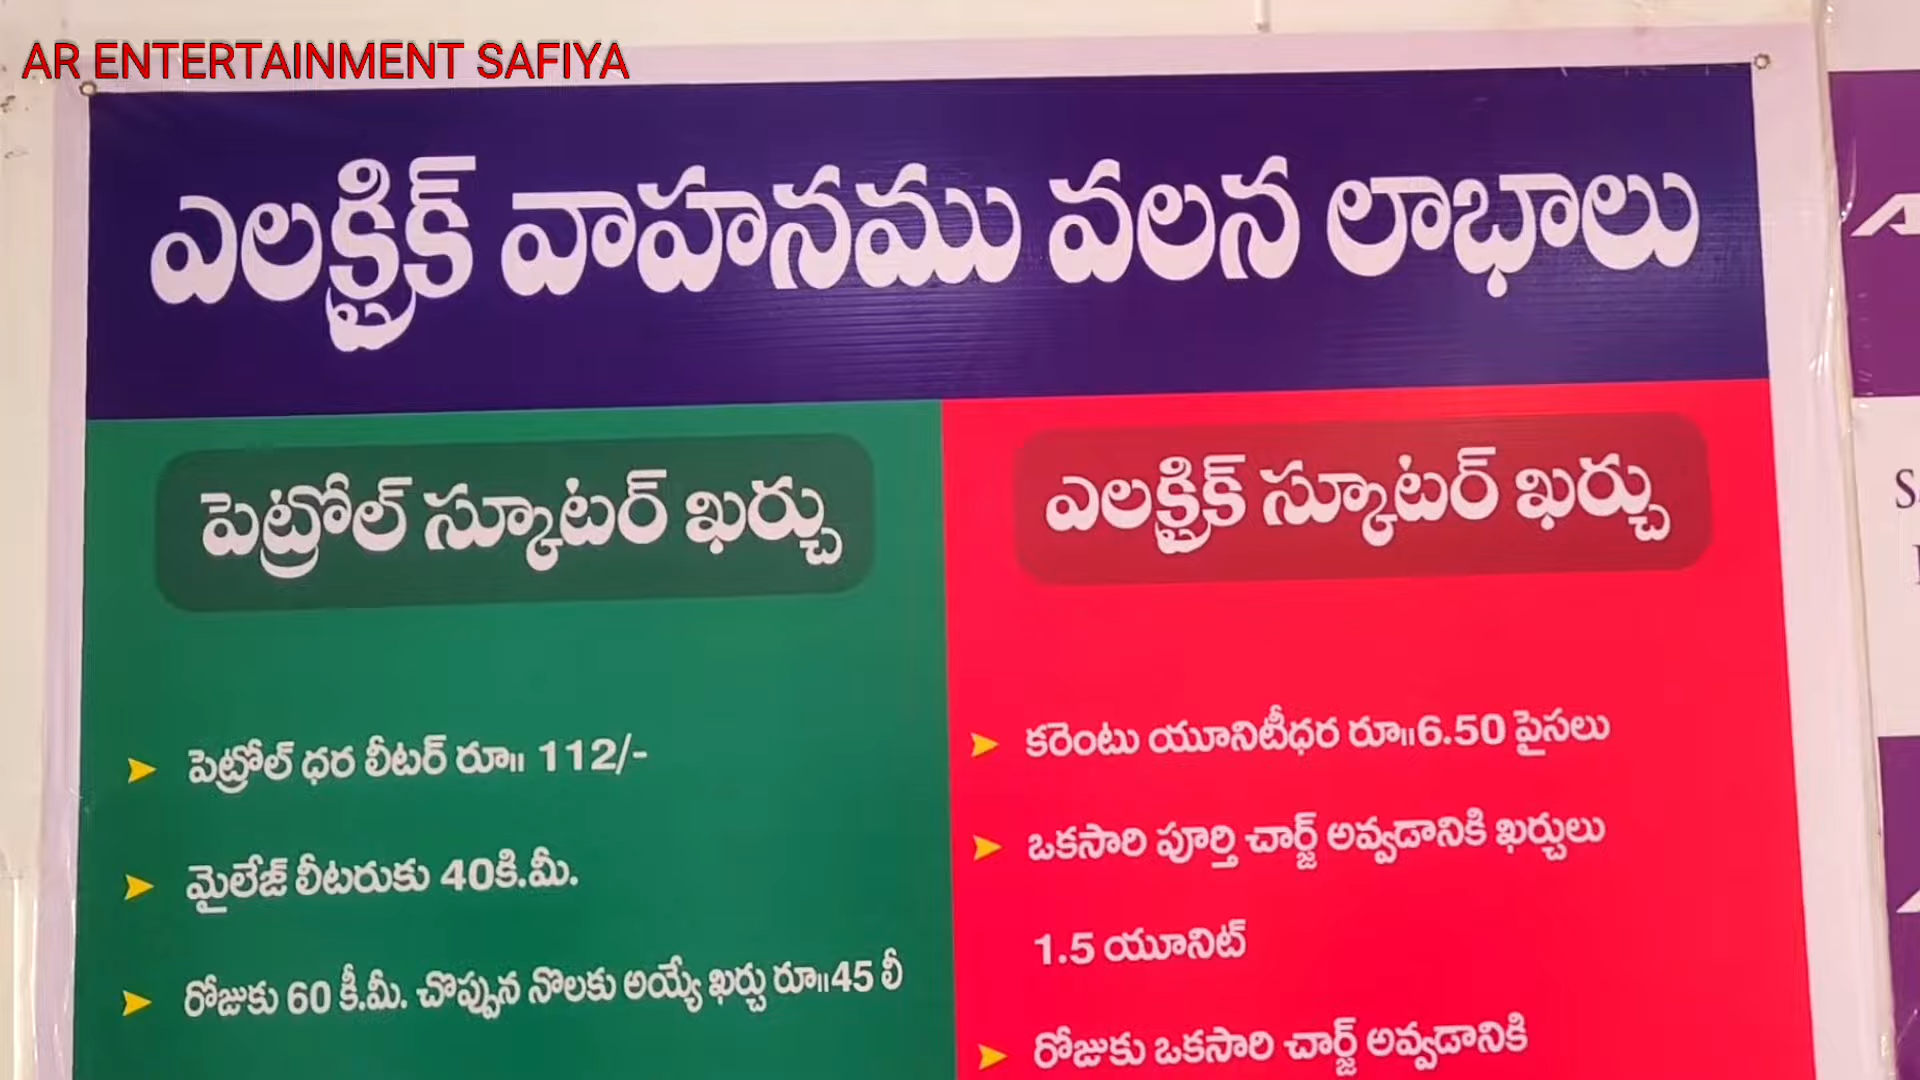 AR ENTERTAINMENT SAFIYA
ఎలక్ట్రిక్ వాహనము వలన లాభాలు
పెట్రోల్ స్కూటర్ ఖర్చు
పెట్రోల్ ధర లీటర్ రూ॥ 112/-
మైలేజ్ లీటరుకు 40కి.మీ.
రోజుకు 60 కీ.మీ. చొప్పున నెలకు అయ్యే ఖర్చు రూ॥45 లీ
ఎలక్ట్రిక్ స్కూటర్ ఖర్చు
కరెంటు యూనిటీధర రూ॥6.50 పైసలు
ఒకసారి పూర్తి చార్జ్ అవ్వడానికి ఖర్చులు
1.5 యూనిట్
రోజుకు ఒకసారి చార్జ్ అవ్వడానికి